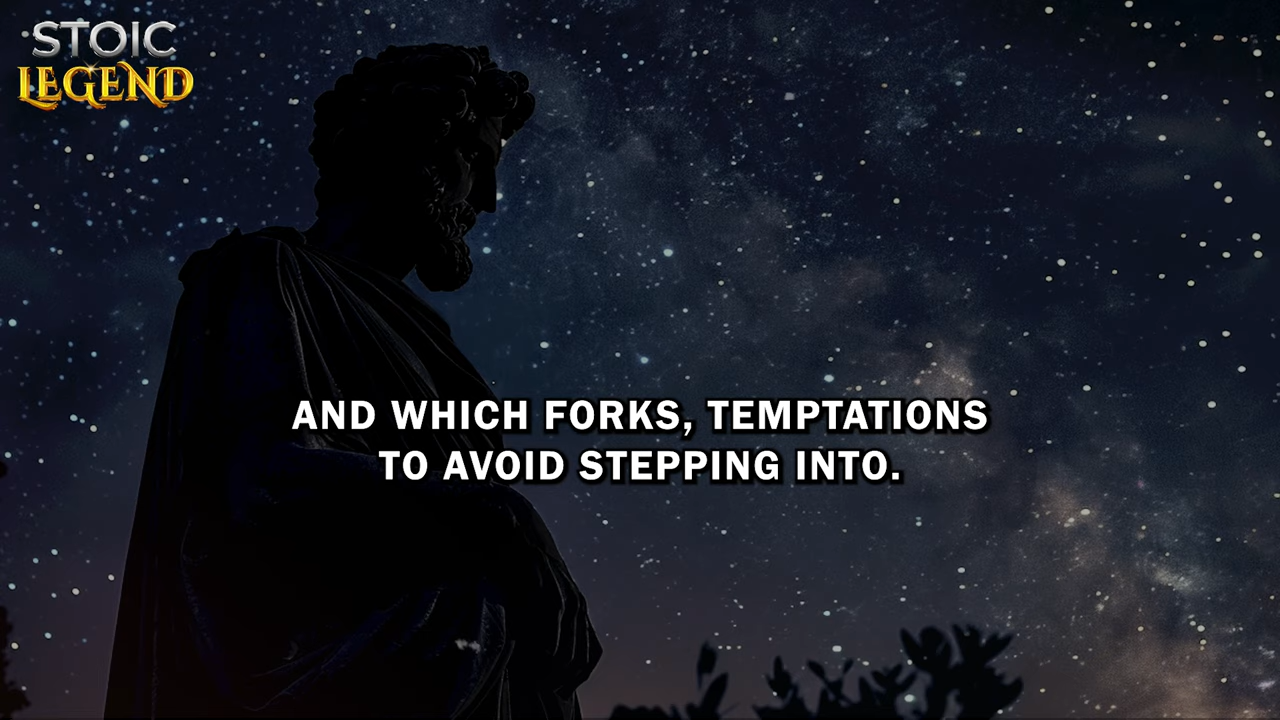 STOIC
LEGEND
AND WHICH FORKS, TEMPTATIONS
TO AVOID STEPPING INTO.